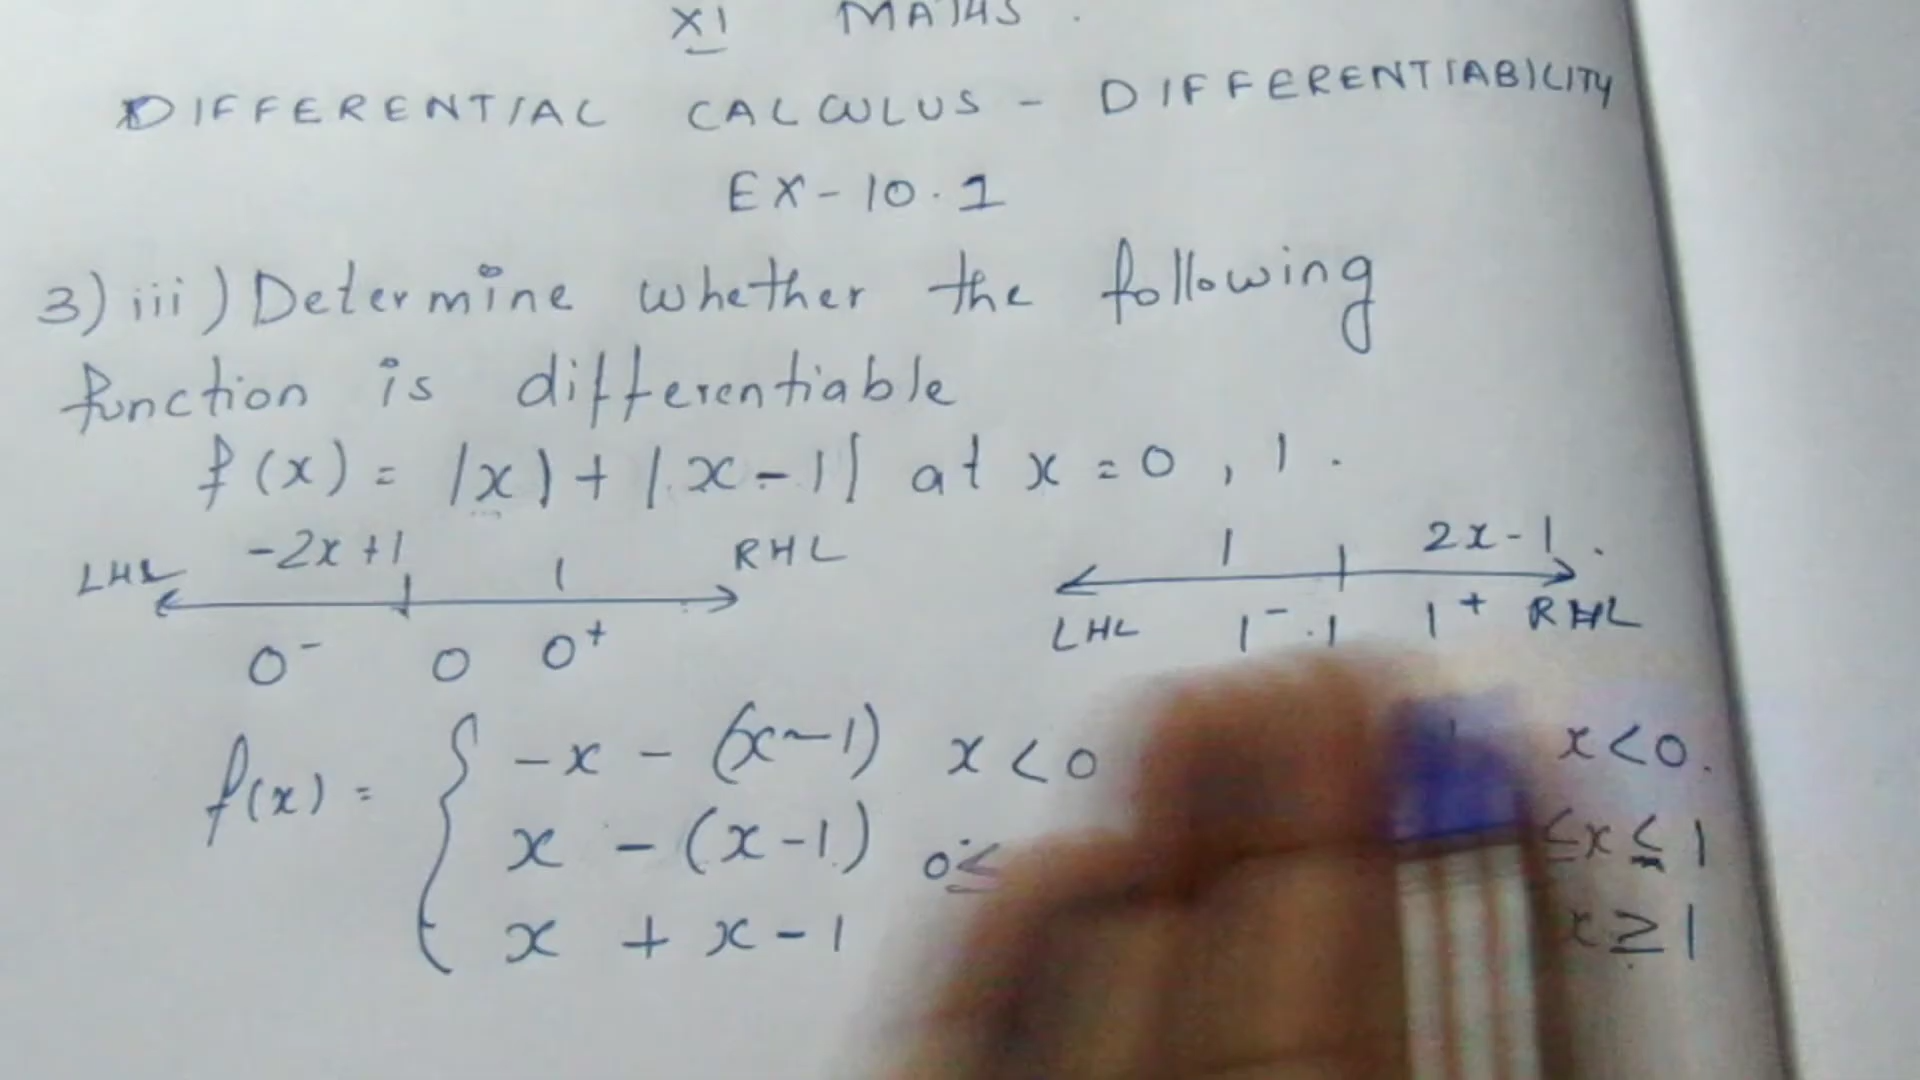 XI MATHS.
DIFFERENTIAL CALCULUS - DIFFERENTIABILITY
EX-10.1
3) iii) Determine whether the following
function is differentiable
f(x) = |x| + |x-1| at x = 0, 1.
LHL -2x+1 1 RHL
0⁻ 0 0⁺
1 2x-1.
LHL 1⁻ 1 1⁺ RHL
f(x) = { -x - (x-1) x<0 x<0.
x - (x-1) 0≤ ≤x≤1
x + x-1 x≥1